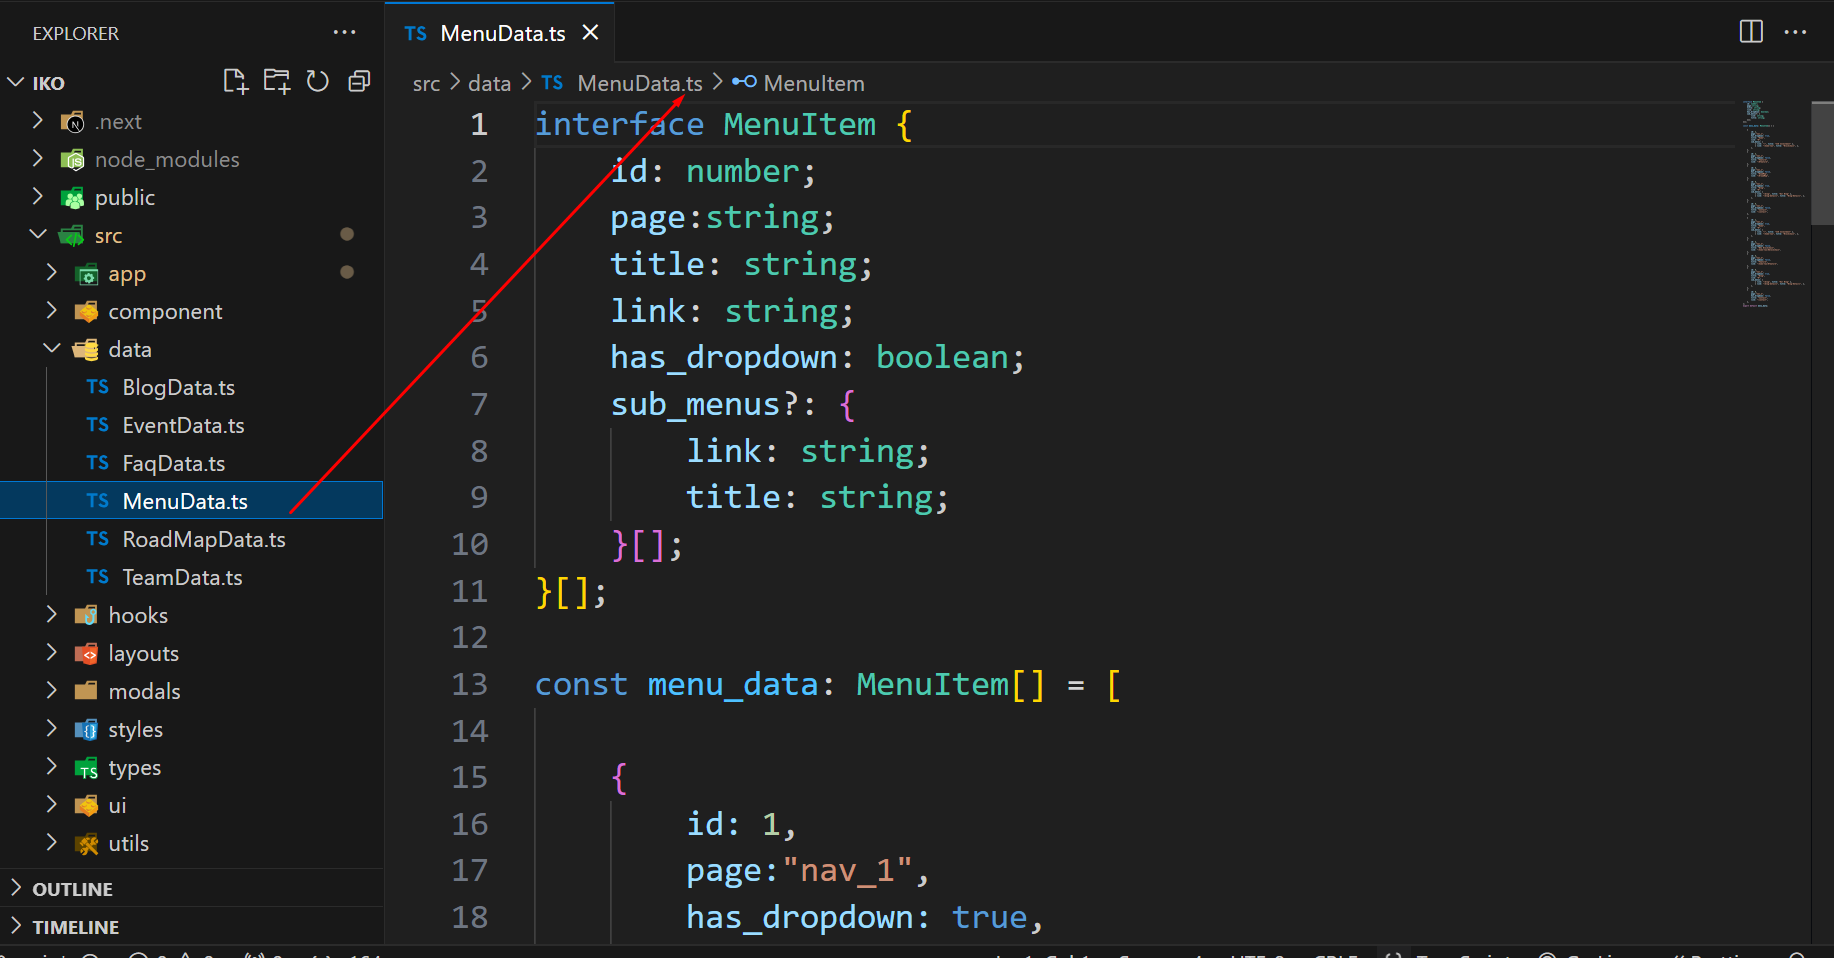 EXPLORER
IKO
.next
node_modules
public
src
app
component
data
TS BlogData.ts
TS EventData.ts
TS FaqData.ts
TS MenuData.ts
TS RoadMapData.ts
TS TeamData.ts
hooks
layouts
modals
styles
types
ui
utils
OUTLINE
TIMELINE
TS MenuData.ts
src > data > TS MenuData.ts > MenuItem
1 interface MenuItem {
2 id: number;
3 page:string;
4 title: string;
5 link: string;
6 has_dropdown: boolean;
7 sub_menus?: {
8 link: string;
9 title: string;
10 }[];
11 }[];
12
13 const menu_data: MenuItem[] = [
14
15 {
16 id: 1,
17 page:"nav_1",
18 has_dropdown: true,